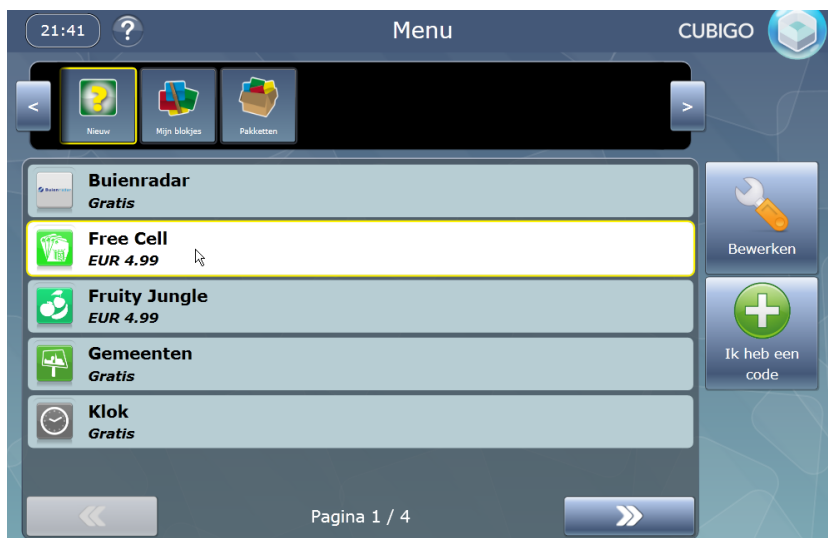 21:41
?
Menu
CUBIGO
<
>
Nieuw
Mijn blokjes
Pakketten
Buienradar
Gratis
Free Cell
EUR 4.99
Fruity Jungle
EUR 4.99
Gemeenten
Gratis
Klok
Gratis
Bewerken
Ik heb een
code
Pagina 1 / 4